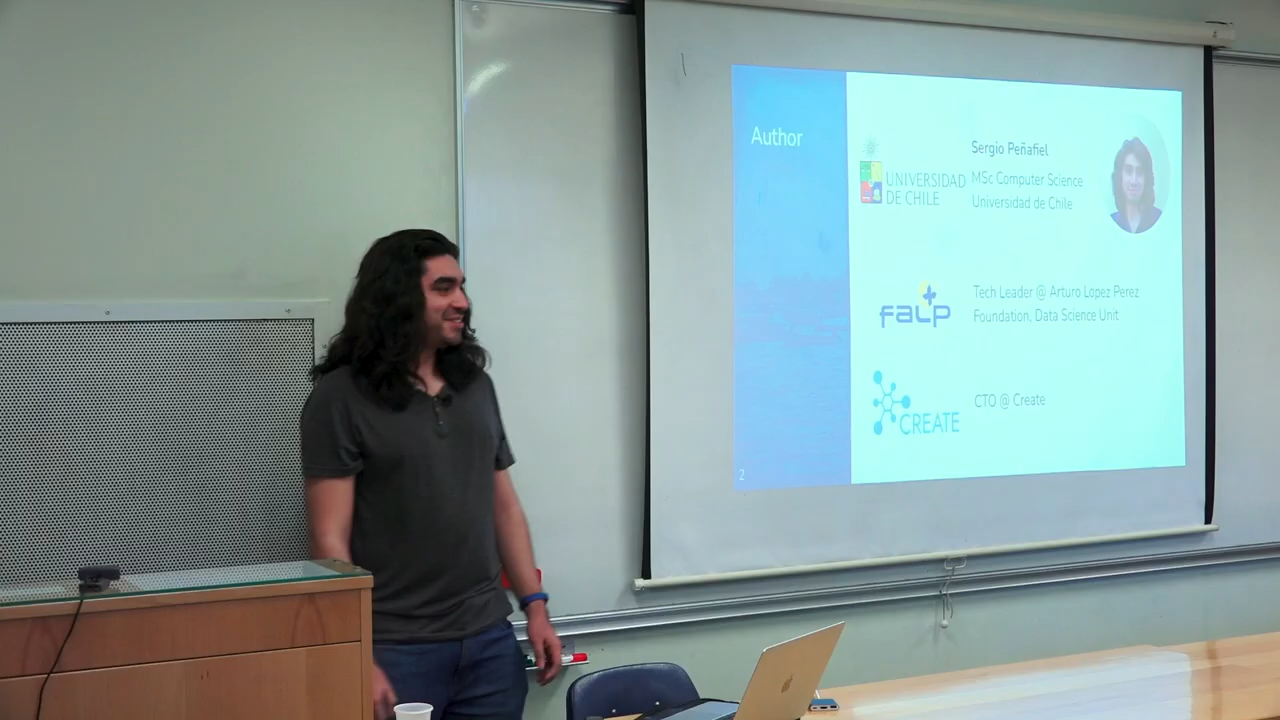 Author
Sergio Peñafiel
UNIVERSIDAD
DE CHILE
MSc Computer Science
Universidad de Chile
falp
Tech Leader @ Arturo Lopez Perez
Foundation, Data Science Unit
CREATE
CTO @ Create
2